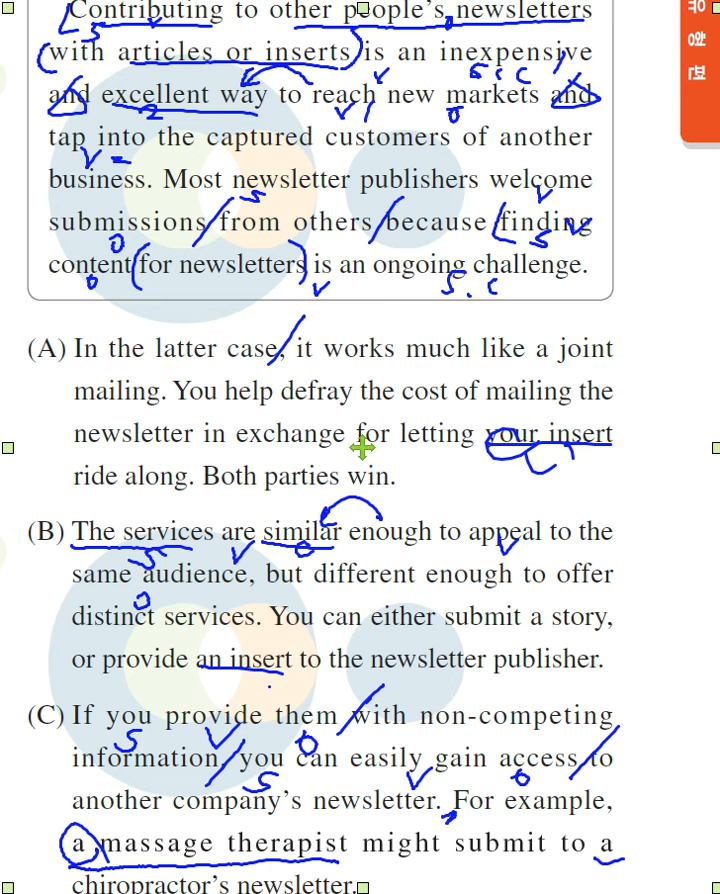 Contributing to other people's newsletters
(with articles or inserts) is an inexpensive
and excellent way to reach new markets and
tap into the captured customers of another
business. Most newsletter publishers welcome
submissions from others because finding
content (for newsletters) is an ongoing challenge.
(A) In the latter case, it works much like a joint
mailing. You help defray the cost of mailing the
newsletter in exchange for letting your insert
ride along. Both parties win.
(B) The services are similar enough to appeal to the
same audience, but different enough to offer
distinct services. You can either submit a story,
or provide an insert to the newsletter publisher.
(C) If you provide them with non-competing
information, you can easily gain access to
another company's newsletter. For example,
a massage therapist might submit to a
chiropractor's newsletter.